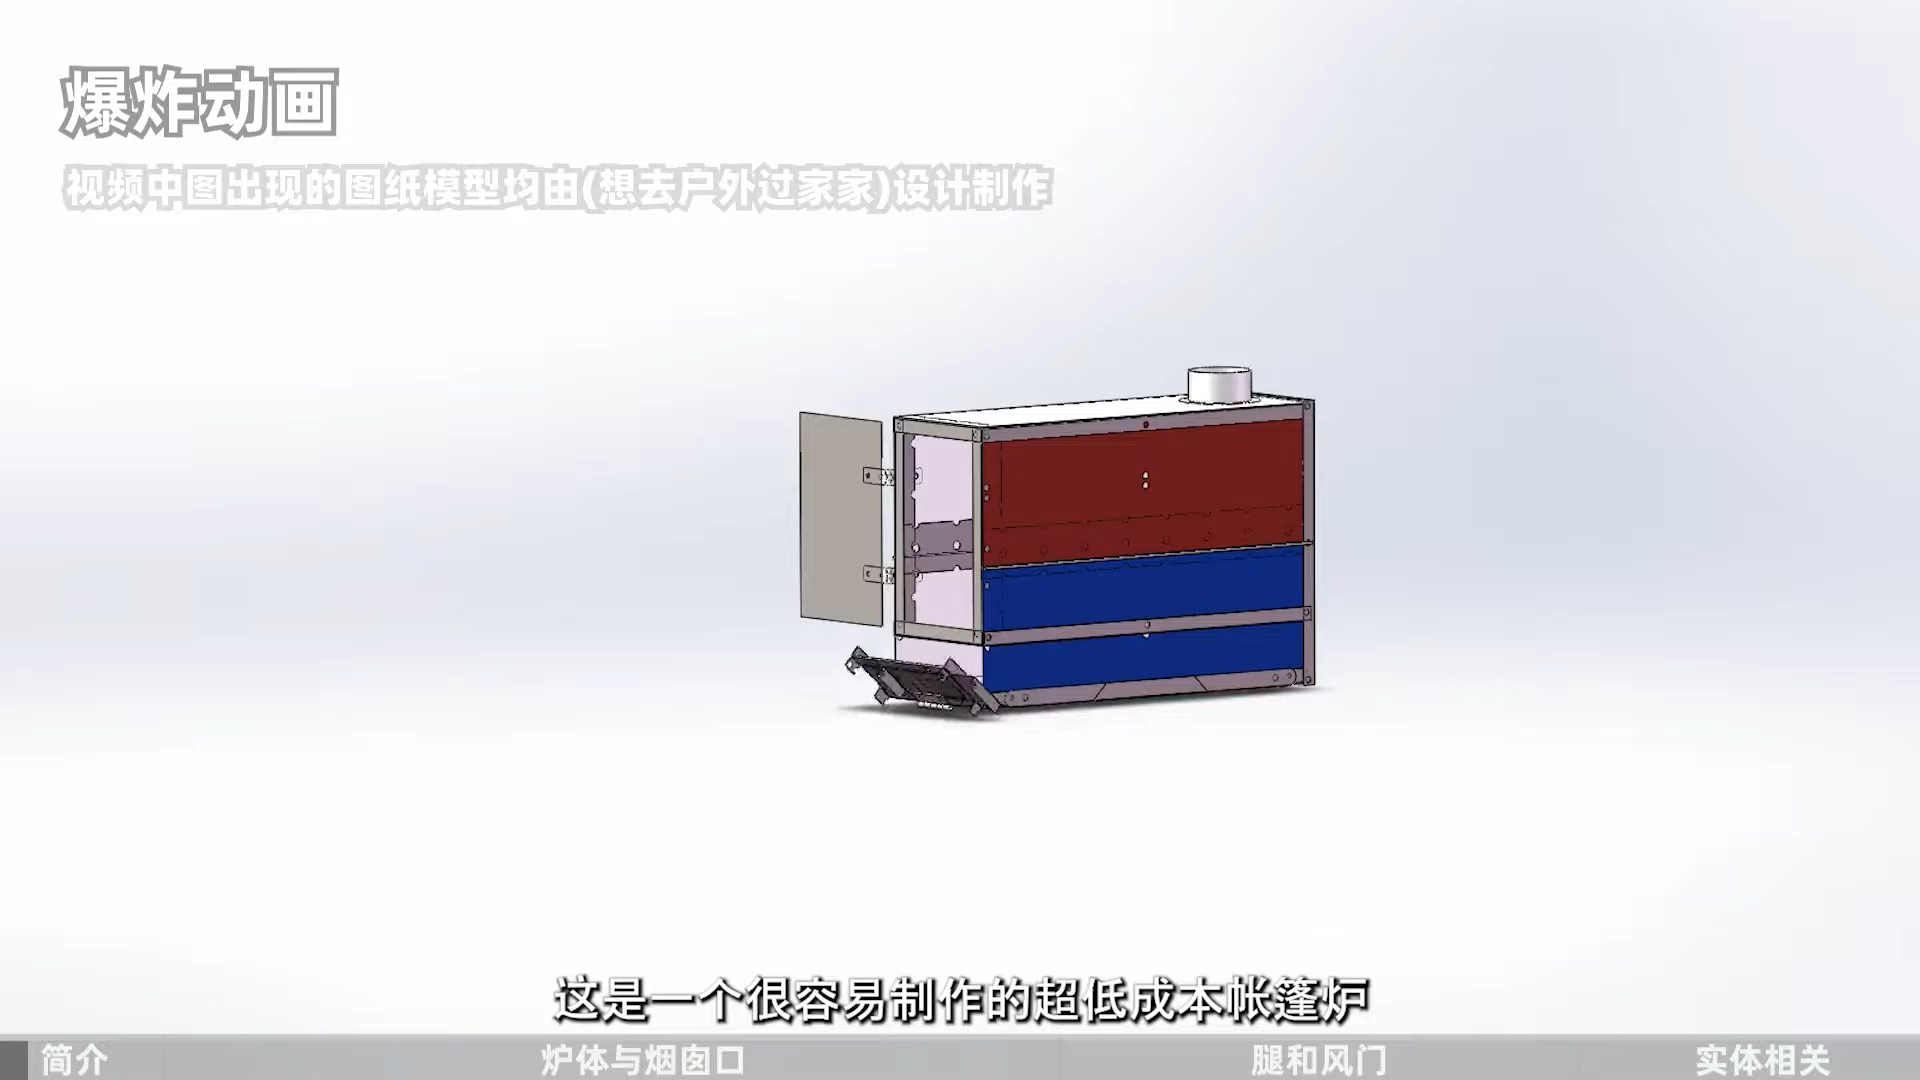 爆炸动画
视频中图出现的图纸模型均由(想去户外过家家)设计制作
这是一个很容易制作的超低成本帐篷炉
简介
炉体与烟囱口
腿和风门
实体相关